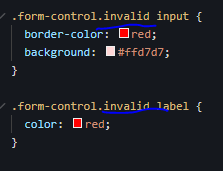 .form-control.invalid input {
border-color: red;
background: #ffd7d7;
}
.form-control.invalid label {
color: red;
}